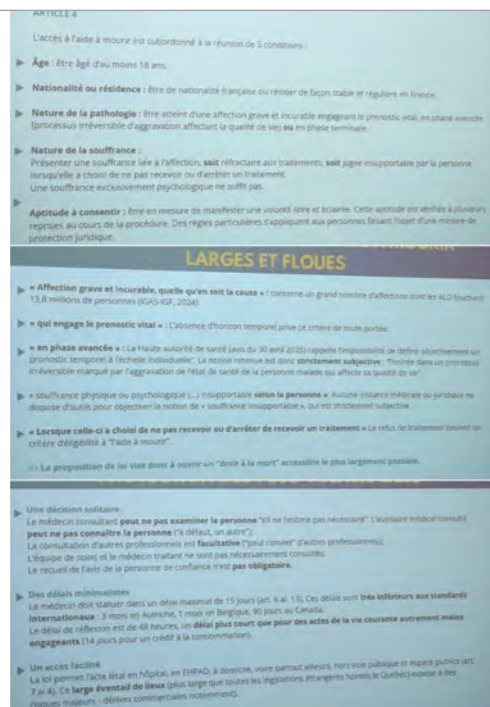 ARTICLE 4
L'accès à l'aide à mourir est subordonné à la réunion de 5 conditions :
Âge : être âgé d'au moins 18 ans.
Nationalité ou résidence : être de nationalité française ou résider de façon stable et régulière en France.
Nature de la pathologie : être atteint d'une affection grave et incurable engageant le pronostic vital, en phase avancée
(processus irréversible d'aggravation affectant la qualité de vie) ou en phase terminale.
Nature de la souffrance :
Présenter une souffrance liée à l'affection, soit réfractaire aux traitements, soit jugée insupportable par la personne
lorsqu'elle a choisi de ne pas recevoir ou d'arrêter un traitement.
Une souffrance exclusivement psychologique ne suffit pas.
Aptitude à consentir : être en mesure de manifester une volonté libre et éclairée. Cette aptitude est vérifiée à plusieurs
reprises au cours de la procédure. Des règles particulières s'appliquent aux personnes faisant l'objet d'une mesure de
protection juridique.
LARGES ET FLOUES
« Affection grave et incurable, quelle qu'en soit la cause » : concerne un grand nombre d'affections dont les ALD touchant
13,8 millions de personnes (IGAS-IGF, 2024)
« qui engage le pronostic vital » : L'absence d'horizon temporel prive ce critère de toute portée.
« en phase avancée » : La Haute autorité de santé (avis du 30 avril 2025) rappelle l'impossibilité de définir objectivement un
pronostic temporel à l'échelle individuelle". La notion retenue est donc strictement subjective : "l'entrée dans un processus
irréversible marqué par l'aggravation de l'état de santé de la personne malade qui affecte sa qualité de vie".
« souffrance physique ou psychologique (...) insupportable selon la personne « : aucune instance médicale ou juridique ne
dispose d'outils pour objectiver la notion de « souffrance insupportable », qui est strictement subjective.
« Lorsque celle-ci a choisi de ne pas recevoir ou d'arrêter de recevoir un traitement » Le refus de traitement devient un
critère d'éligibilité à "l'aide à mourir".
=> La proposition de loi vise donc à ouvrir un "droit à la mort" accessible le plus largement possible.
Une décision solitaire
Le médecin consultant peut ne pas examiner la personne "s'il ne l'estime pas nécessaire". L'auxiliaire médical consulté
peut ne pas connaître la personne ("à défaut, un autre").
La consultation d'autres professionnels est facultative ("peut convier" d'autres professionnels)
L'équipe de soins et le médecin traitant ne sont pas nécessairement consultés.
Le recueil de l'avis de la personne de confiance n'est pas obligatoire.
Des délais minimalistes
Le médecin doit statuer dans un délai maximal de 15 jours (art. 6 al. 13). Ces délais sont très inférieurs aux standards
internationaux : 3 mois en Autriche, 1 mois en Belgique, 90 jours au Canada.
Le délai de réflexion est de 48 heures, un délai plus court que pour des actes de la vie courante autrement moins
engageants (14 jours pour un crédit à la consommation).
Un accès facilité
La loi permet l'acte létal en hôpital, en EHPAD, à domicile, voire partout ailleurs, hors voie publique et espace publics (art.
7 al 4). Ce large éventail de lieux (plus large que toutes les législations étrangères hormis le Québec) expose à des
risques majeurs : dérives commerciales notamment).